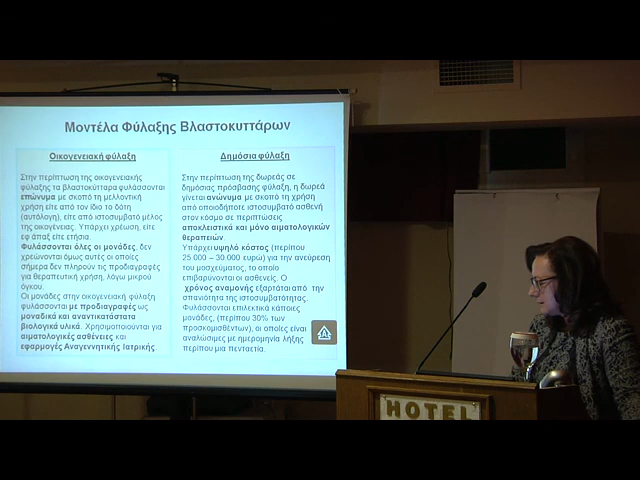 Μοντέλα Φύλαξης Βλαστοκυττάρων
Οικογενειακή φύλαξη
Στην περίπτωση της οικογενειακής
φύλαξης τα βλαστοκύτταρα φυλάσσονται
επώνυμα με σκοπό τη μελλοντική
χρήση είτε από τον ίδιο το δότη
(αυτόλογη), είτε από ιστοσυμβατό μέλος
της οικογένειας. Υπάρχει χρέωση, είτε
εφ άπαξ είτε ετήσια.
Φυλάσσονται όλες οι μονάδες, δεν
χρεώνονται όμως αυτές οι οποίες
σήμερα δεν πληρούν τις προδιαγραφές
για θεραπευτική χρήση, λόγω μικρού
όγκου.
Οι μονάδες στην οικογενειακή φύλαξη
φυλάσσονται με προδιαγραφές ως
μοναδικά και αναντικατάστατα
βιολογικά υλικά. Χρησιμοποιούνται για
αιματολογικές ασθένειες και
εφαρμογές Αναγεννητικής Ιατρικής.
Δημόσια φύλαξη
Στην περίπτωση της δωρεάς σε
δημόσιας πρόσβασης φύλαξη, η δωρεά
γίνεται ανώνυμα με σκοπό τη χρήση
από οποιοδήποτε ιστοσυμβατό ασθενή
στον κόσμο σε περιπτώσεις
αποκλειστικά και μόνο αιματολογικών
θεραπειών.
Υπάρχει υψηλό κόστος (περίπου
25.000 – 30.000 ευρώ) για την ανεύρεση
του μοσχεύματος, το οποίο
επιβαρύνονται οι ασθενείς. Ο
χρόνος αναμονής εξαρτάται από την
σπανιότητα της ιστοσυμβατότητας.
Φυλάσσονται επιλεκτικά κάποιες
μονάδες, (περίπου 30% των
προσκομισθέντων), οι οποίες είναι
αναλώσιμες με ημερομηνία λήξης
περίπου μια πενταετία.
HOTEL